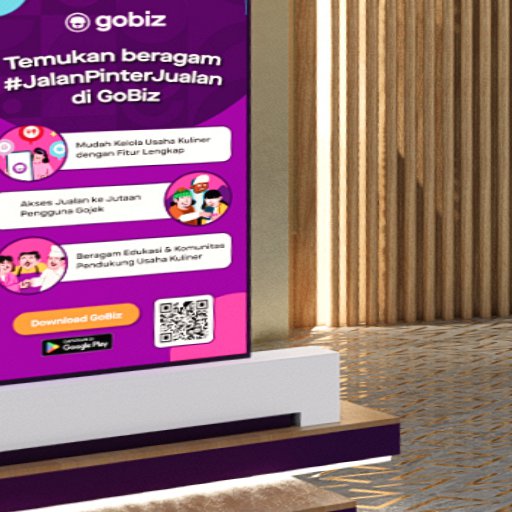 gobiz
Temukan beragam
#JalanPinterJualan
di GoBiz
Mudah Kelola Usaha Kuliner
dengan Fitur Lengkap
Akses Jualan ke Jutaan
Pengguna Gojek
Beragam Edukasi & Komunitas
Pendukung Usaha Kuliner
Download GoBiz
Google Play